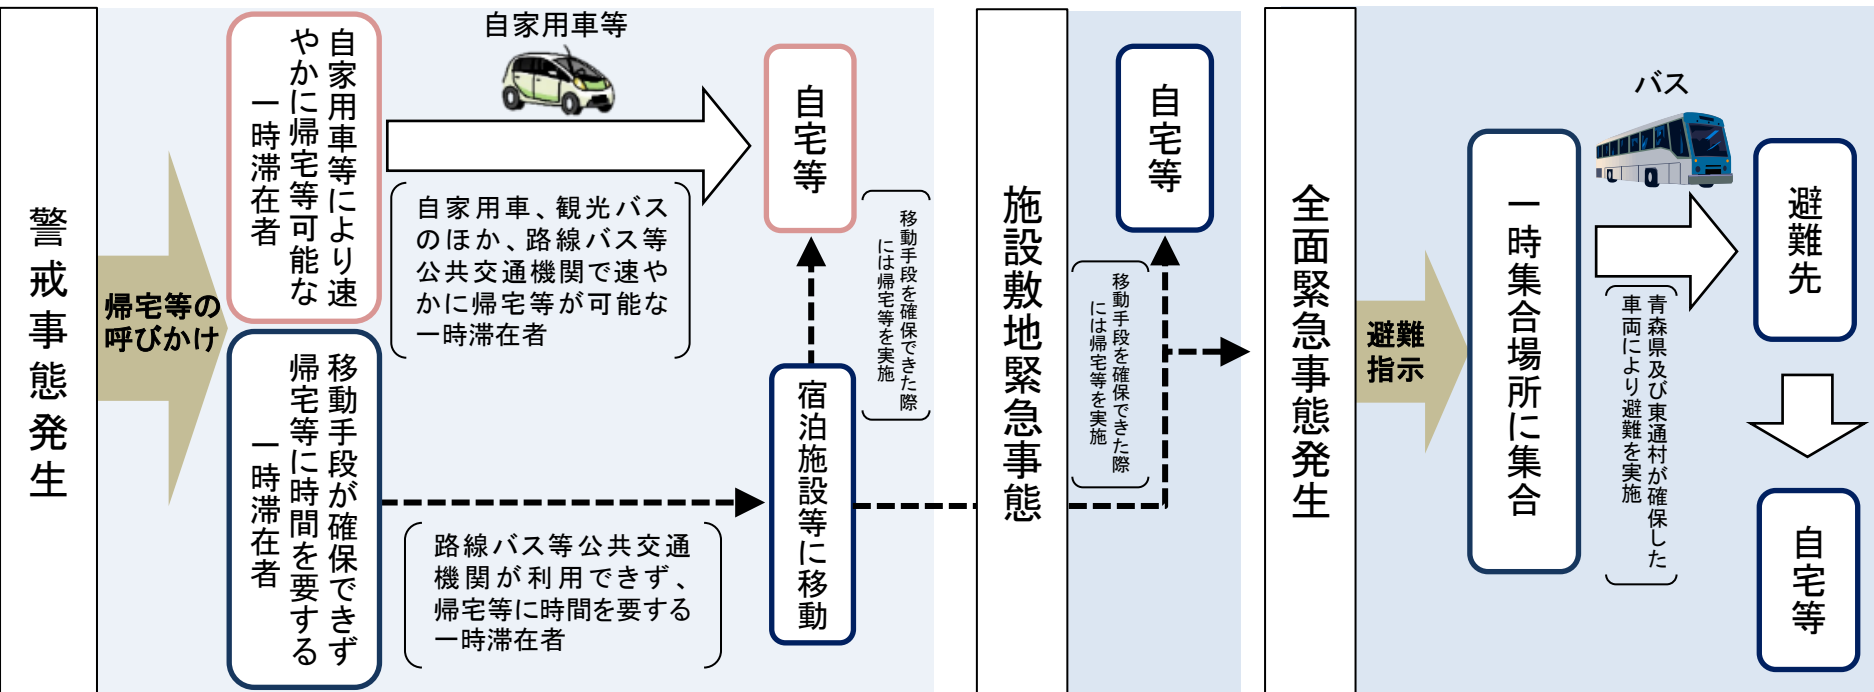 警戒事態発生
帰宅等の
呼びかけ
自家用車等により速
やかに帰宅等可能な
一時滞在者
移動手段が確保できず
帰宅等に時間を要する
一時滞在者
自家用車等
自家用車、観光バス
のほか、路線バス等
公共交通機関で速や
かに帰宅等が可能な
一時滞在者
路線バス等公共交通
機関が利用できず、
帰宅等に時間を要する
一時滞在者
自宅等
移動手段を確保できた際
には帰宅等を実施
宿泊施設等に移動
施設敷地緊急事態
自宅等
移動手段を確保できた際
には帰宅等を実施
全面緊急事態発生
避難
指示
一時集合場所に集合
バス
青森県及び東通村が確保した
車両により避難を実施
避難先
自宅等